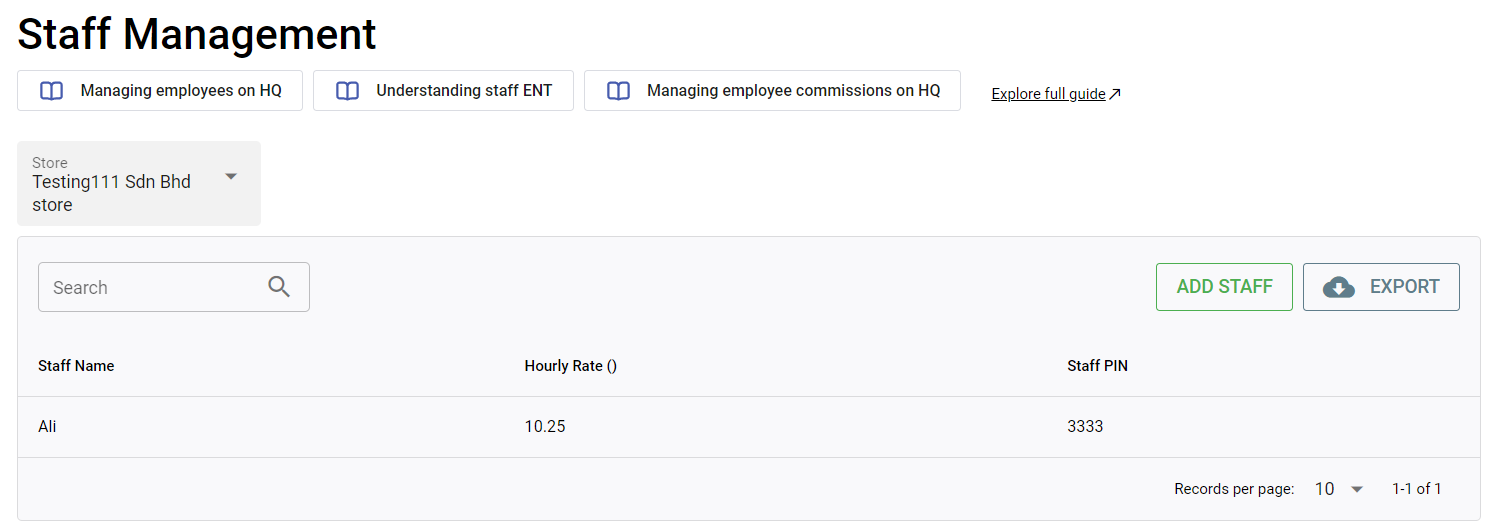 Staff Management
Managing employees on HQ
Understanding staff ENT
Managing employee commissions on HQ
Explore full guide
Store
Testing111 Sdn Bhd
store
Search
ADD STAFF
EXPORT
Staff Name
Hourly Rate ()
Staff PIN
Ali
10.25
3333
Records per page:
10
1-1 of 1